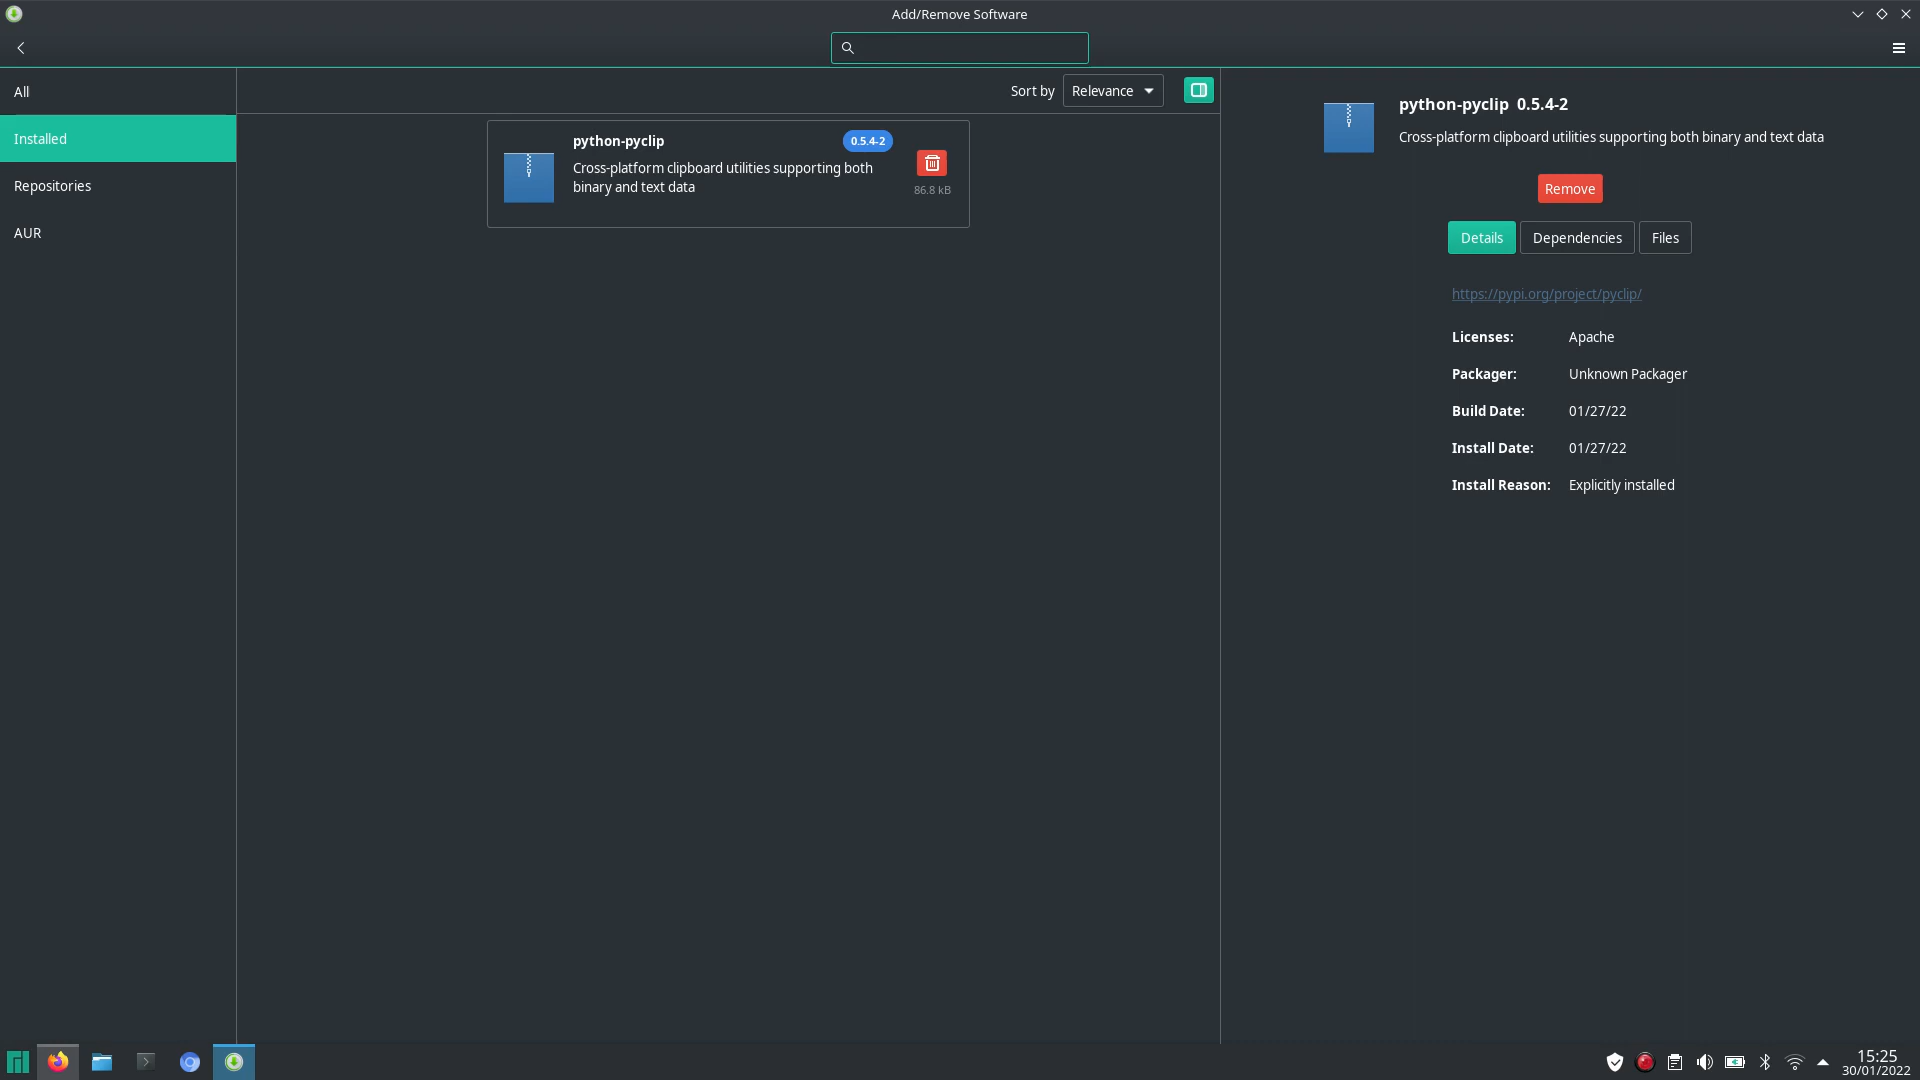 Add/Remove Software
All
Installed
Repositories
AUR
Sort by Relevance
python-pyclip 0.5.4-2
Cross-platform clipboard utilities supporting both
binary and text data
86.8 kB
python-pyclip 0.5.4-2
Cross-platform clipboard utilities supporting both binary and text data
Remove
Details Dependencies Files
https://pypi.org/project/pyclip/
Licenses: Apache
Packager: Unknown Packager
Build Date: 01/27/22
Install Date: 01/27/22
Install Reason: Explicitly installed
15:25
30/01/2022